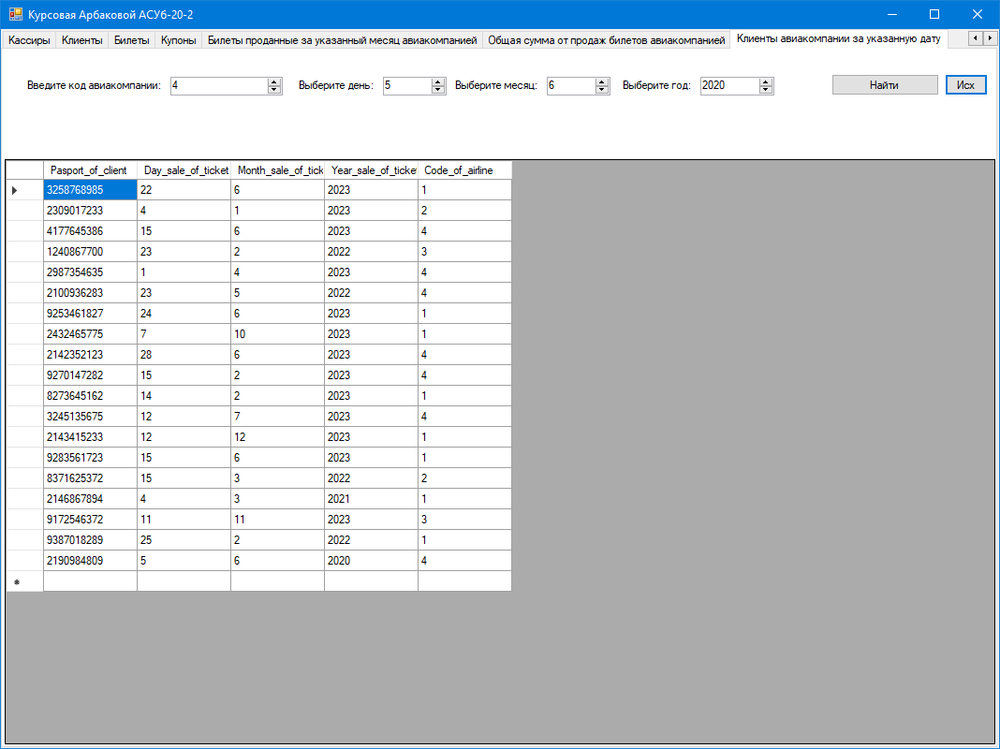 Курсовая Арбаковой АСУб-20-2
Кассиры Клиенты Билеты Купоны Билеты проданные за указанный месяц авиакомпанией Общая сумма от продаж билетов авиакомпанией Клиенты авиакомпании за указанную дату
Введите код авиакомпании: 4 Выберите день: 5 Выберите месяц: 6 Выберите год: 2020 Найти Исх
Pasport_of_client Day_sale_of_ticket Month_sale_of_tick Year_sale_of_ticket Code_of_airline
3258768985 22 6 2023 1
2309017233 4 1 2023 2
4177645386 15 6 2023 4
1240867700 23 2 2022 3
2987354635 1 4 2023 4
2100936283 23 5 2022 4
9253461827 24 6 2023 1
2432465775 7 10 2023 1
2142352123 28 6 2023 4
9270147282 15 2 2023 4
8273645162 14 2 2023 1
3245135675 12 7 2023 4
2143415233 12 12 2023 1
9283561723 15 6 2023 1
8371625372 15 3 2022 2
2146867894 4 3 2021 1
9172546372 11 11 2023 3
9387018289 25 2 2022 1
2190984809 5 6 2020 4